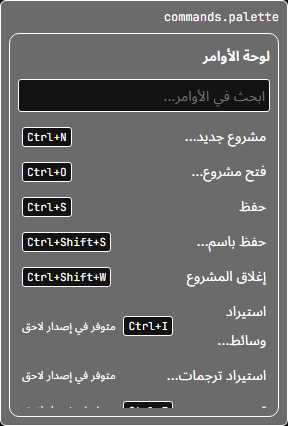 commands.palette
لوحة الأوامر
ابحث في الأوامر...
مشروع جديد... Ctrl+N
فتح مشروع... Ctrl+O
حفظ Ctrl+S
حفظ باسم... Ctrl+Shift+S
إغلاق المشروع Ctrl+Shift+W
استيراد
وسائط... Ctrl+I متوفر في إصدار لاحق
استيراد ترجمات... متوفر في إصدار لاحق